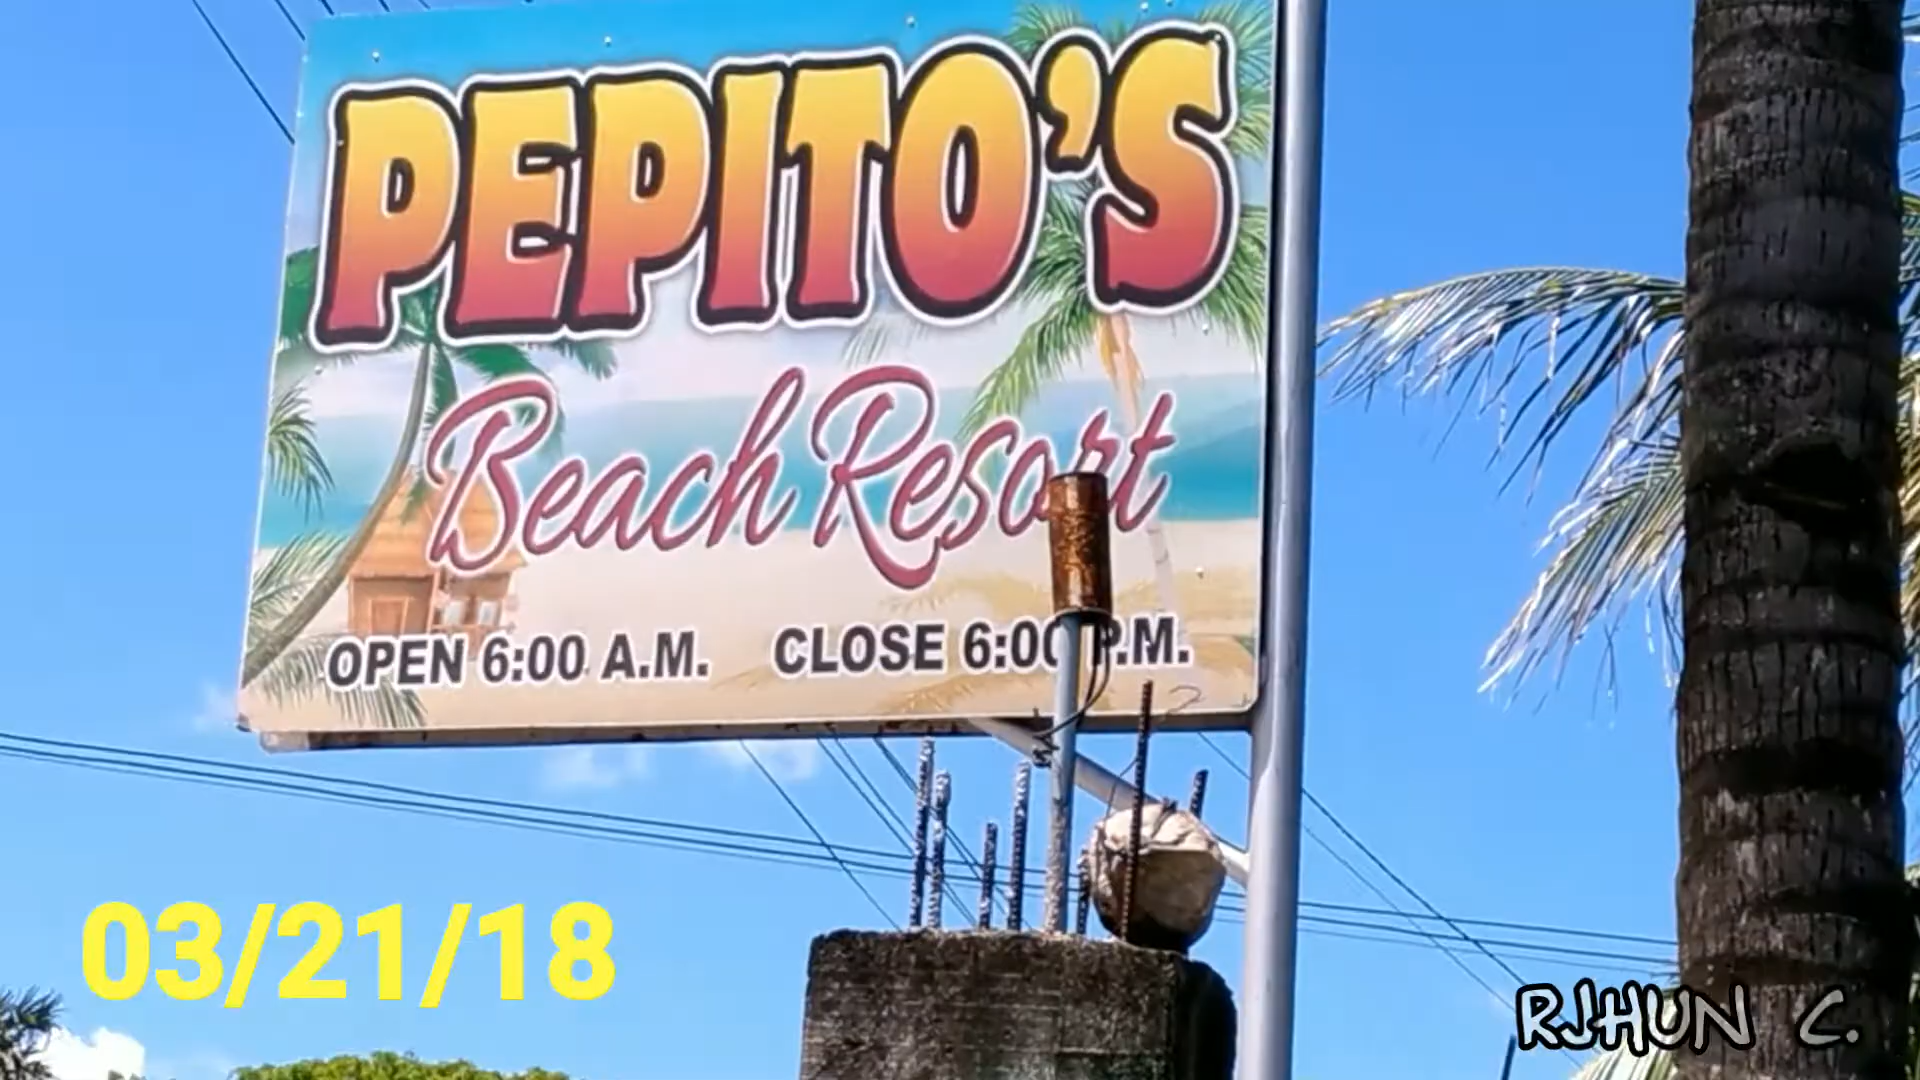 PEPITO'S
Beach Resort
OPEN 6:00 A.M. CLOSE 6:00 P.M.
03/21/18
RJHUN C.